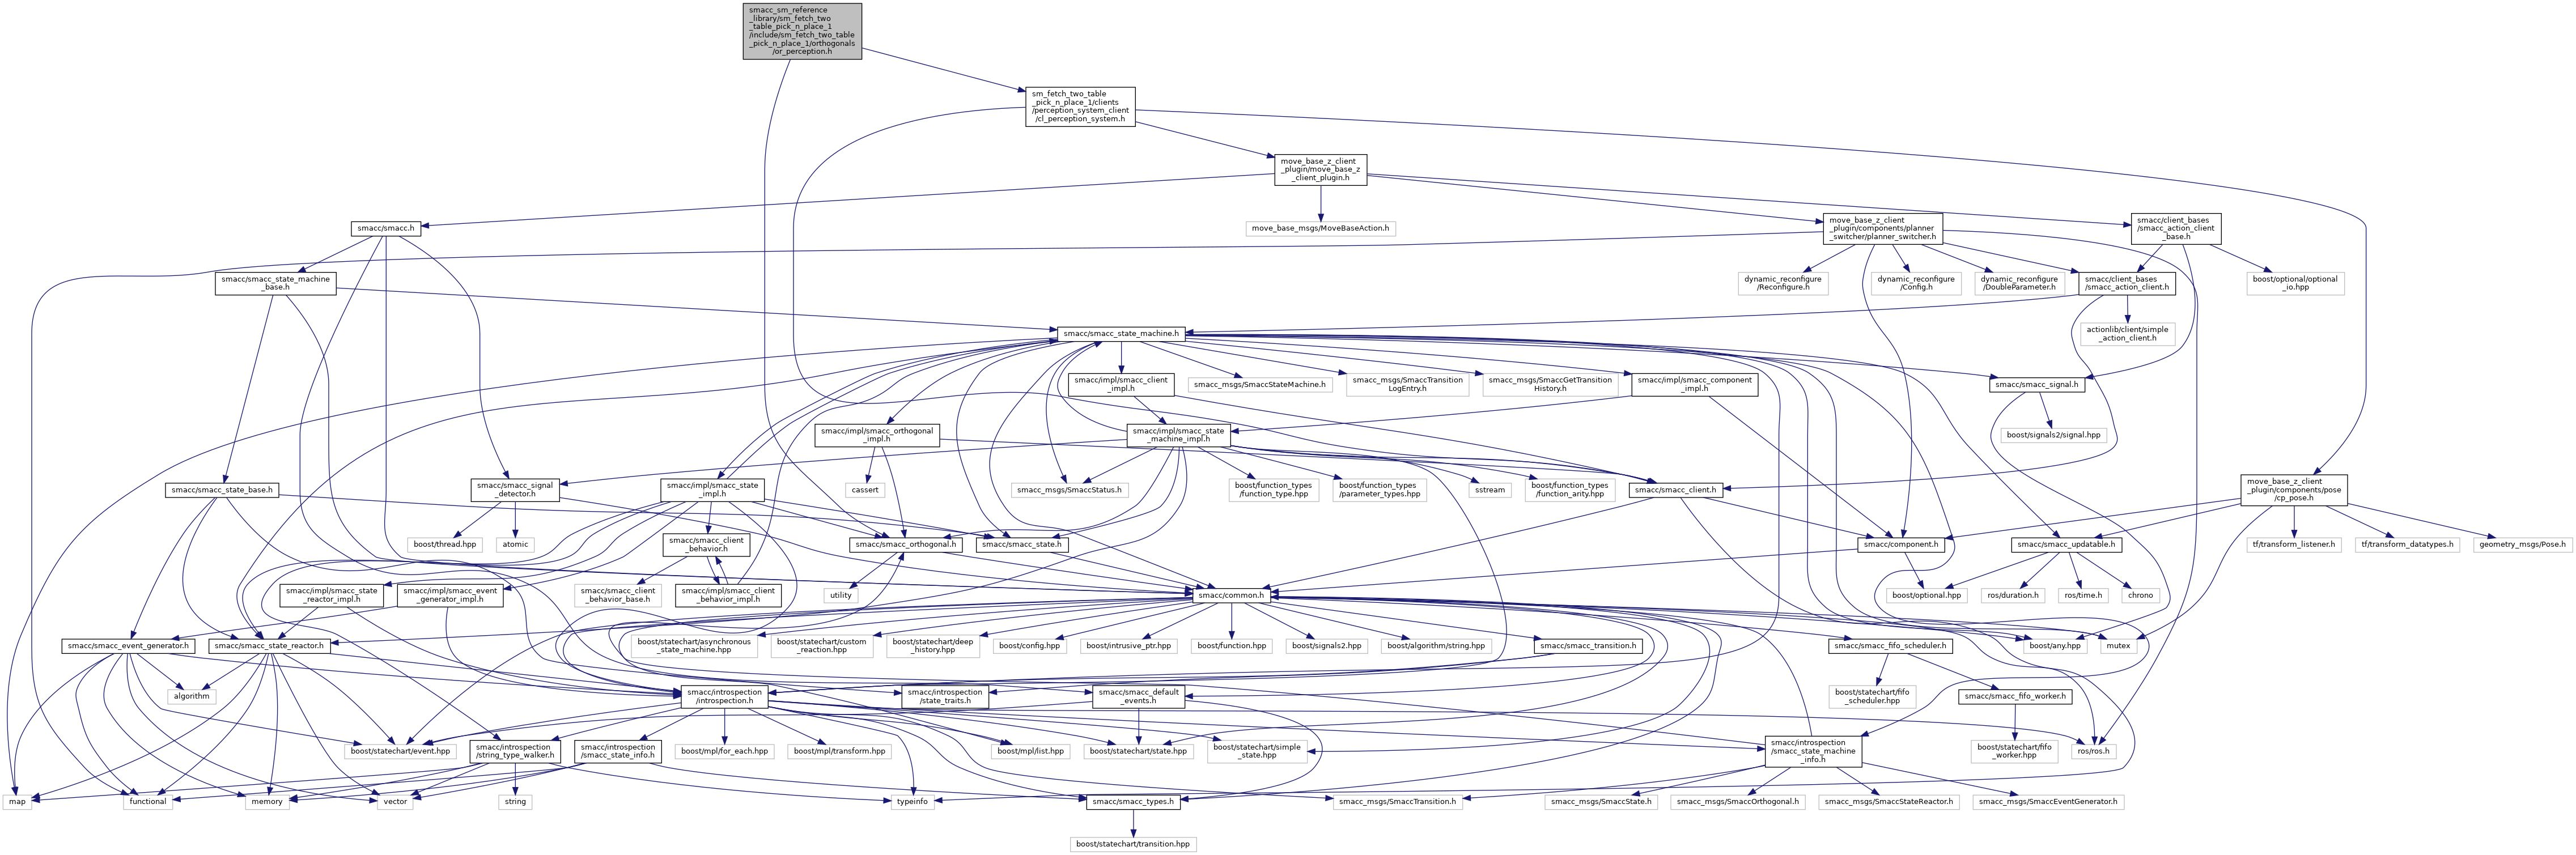 smacc_sm_reference
_library/sm_fetch_two
_table_pick_n_place_1
/include/sm_fetch_two_table
_pick_n_place_1/orthogonals
/or_perception.h
sm_fetch_two_table
_pick_n_place_1/clients
/perception_system_client
/cl_perception_system.h
move_base_z_client
_plugin/move_base_z
_client_plugin.h
smacc/smacc.h
move_base_msgs/MoveBaseAction.h
move_base_z_client
_plugin/components/planner
_switcher/planner_switcher.h
smacc/client_bases
/smacc_action_client
_base.h
smacc/smacc_state_machine
_base.h
dynamic_reconfigure
/Reconfigure.h
dynamic_reconfigure
/Config.h
dynamic_reconfigure
/DoubleParameter.h
smacc/client_bases
/smacc_action_client.h
boost/optional/optional
_io.hpp
smacc/smacc_state_machine.h
actionlib/client/simple
_action_client.h
smacc/impl/smacc_client
_impl.h
smacc_msgs/SmaccStateMachine.h
smacc_msgs/SmaccTransition
LogEntry.h
smacc_msgs/SmaccGetTransition
History.h
smacc/impl/smacc_component
_impl.h
smacc/smacc_signal.h
smacc/impl/smacc_orthogonal
_impl.h
smacc/impl/smacc_state
_machine_impl.h
boost/signals2/signal.hpp
smacc/smacc_state_base.h
smacc/smacc_signal
_detector.h
smacc/impl/smacc_state
_impl.h
cassert
smacc_msgs/SmaccStatus.h
boost/function_types
/function_type.hpp
boost/function_types
/parameter_types.hpp
sstream
boost/function_types
/function_arity.hpp
smacc/smacc_client.h
move_base_z_client
_plugin/components/pose
/cp_pose.h
boost/thread.hpp
atomic
smacc/smacc_client
_behavior.h
smacc/smacc_orthogonal.h
smacc/smacc_state.h
smacc/component.h
smacc/smacc_updatable.h
tf/transform_listener.h
tf/transform_datatypes.h
geometry_msgs/Pose.h
smacc/impl/smacc_state
_reactor_impl.h
smacc/impl/smacc_event
_generator_impl.h
smacc/smacc_client
_behavior_base.h
smacc/impl/smacc_client
_behavior_impl.h
utility
smacc/common.h
boost/optional.hpp
ros/duration.h
ros/time.h
chrono
smacc/smacc_event_generator.h
smacc/smacc_state_reactor.h
boost/statechart/asynchronous
_state_machine.hpp
boost/statechart/custom
_reaction.hpp
boost/statechart/deep
_history.hpp
boost/config.hpp
boost/intrusive_ptr.hpp
boost/function.hpp
boost/signals2.hpp
boost/algorithm/string.hpp
smacc/smacc_transition.h
smacc/smacc_fifo_scheduler.h
boost/any.hpp
mutex
algorithm
smacc/introspection
/introspection.h
smacc/introspection
/state_traits.h
smacc/smacc_default
_events.h
boost/statechart/fifo
_scheduler.hpp
smacc/smacc_fifo_worker.h
boost/statechart/event.hpp
smacc/introspection
/string_type_walker.h
smacc/introspection
/smacc_state_info.h
boost/mpl/for_each.hpp
boost/mpl/transform.hpp
boost/mpl/list.hpp
boost/statechart/state.hpp
boost/statechart/simple
_state.hpp
smacc/introspection
/smacc_state_machine
_info.h
boost/statechart/fifo
_worker.hpp
ros/ros.h
map
functional
memory
vector
string
typeinfo
smacc/smacc_types.h
smacc_msgs/SmaccTransition.h
smacc_msgs/SmaccState.h
smacc_msgs/SmaccOrthogonal.h
smacc_msgs/SmaccStateReactor.h
smacc_msgs/SmaccEventGenerator.h
boost/statechart/transition.hpp